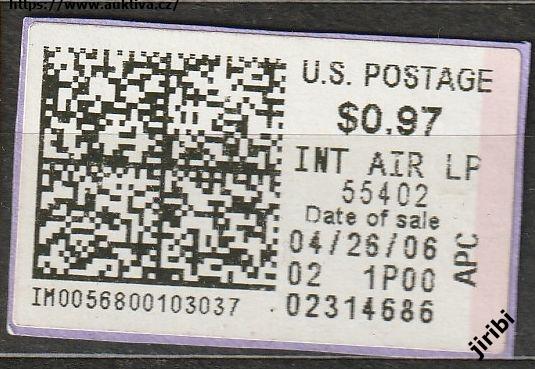 https://www.aukliva.cz/
U.S. POSTAGE
$0.97
INT AIR LP
55402
Date of sale
04/26/06
02 1P00
02314686
APC
IM0056800103037
jiribi